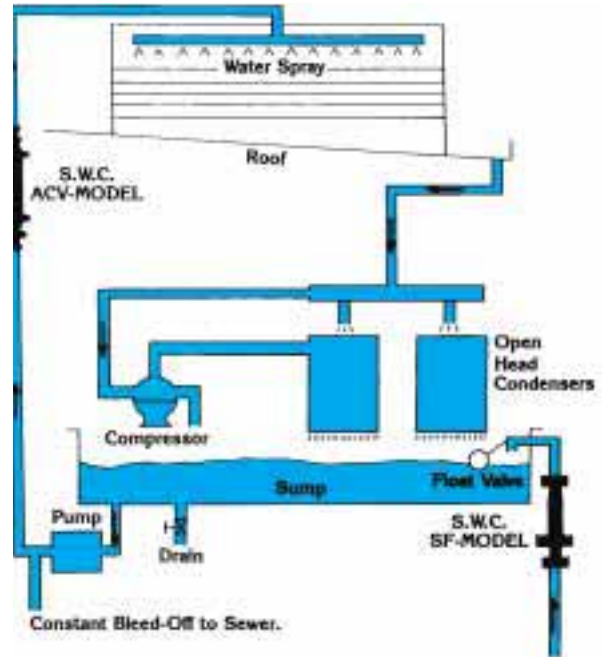 Water Spray
Roof
S.W.C.
ACV-MODEL
Open
Head
Condensers
Compressor
Float Valve
Sump
Pump
S.W.C.
SF-MODEL
Drain
Constant Bleed-Off to Sewer.